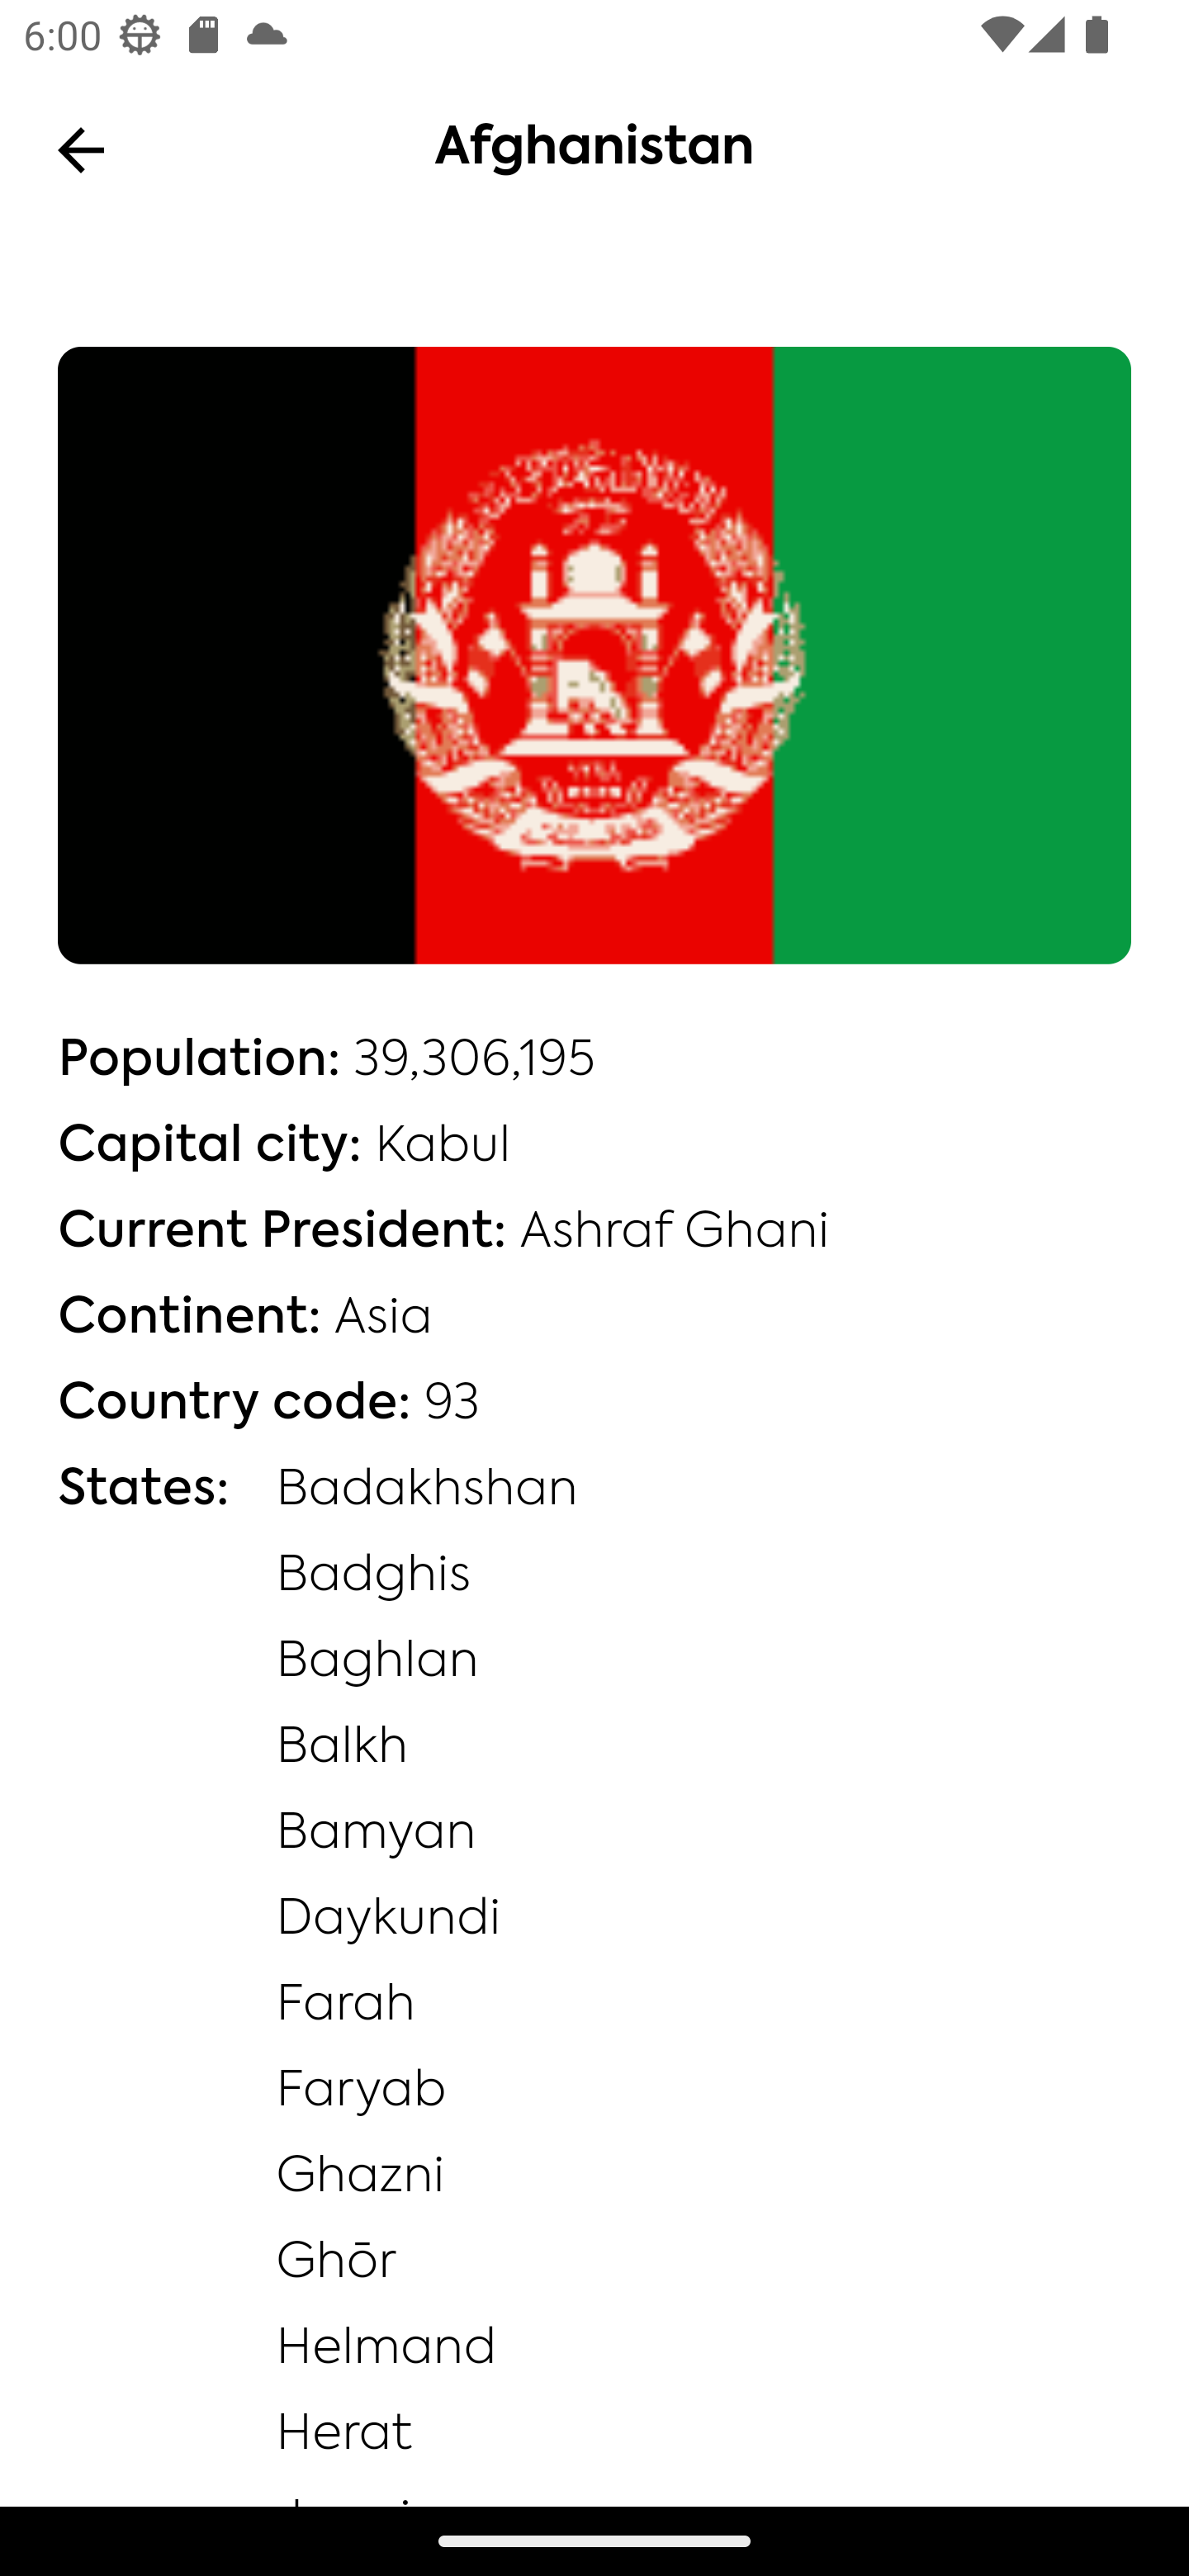 6:00
Afghanistan
Population: 39,306,195
Capital city: Kabul
Current President: Ashraf Ghani
Continent: Asia
Country code: 93
States: Badakhshan
Badghis
Baghlan
Balkh
Bamyan
Daykundi
Farah
Faryab
Ghazni
Ghōr
Helmand
Herat